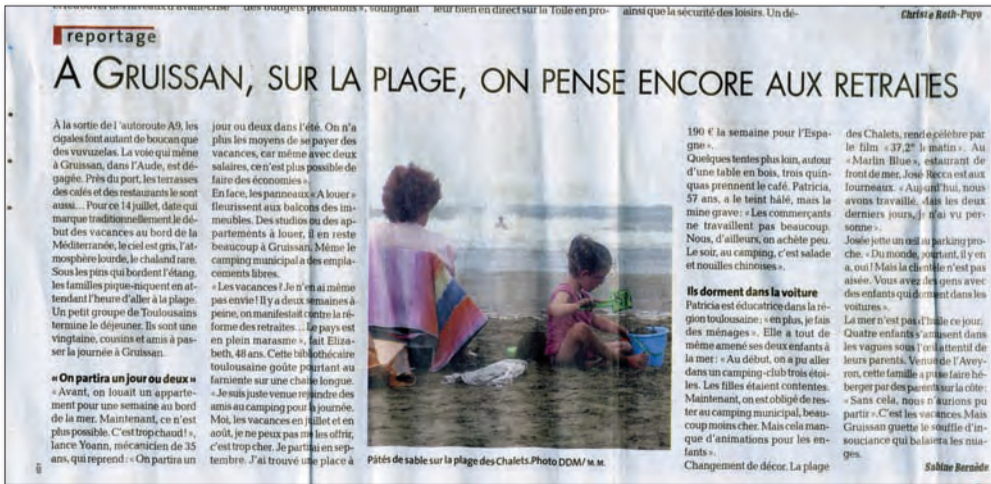 des budgets préétablis », soulignait
leur bien en direct sur la Toile en pro-
ainsi que la sécurité des loisirs. Un dé-
Christe Roth-Puyo
reportage
A GRUISSAN, SUR LA PLAGE, ON PENSE ENCORE AUX RETRAITES
À la sortie de l'autoroute A9, les
cigales font autant de boucan que
des vuvuzelas. La voie qui mène
à Gruissan, dans l'Aude, est dé-
gagée. Près du port, les terrasses
des cafés et des restaurants le sont
aussi... Pour ce 14 juillet, date qui
marque traditionnellement le dé-
but des vacances au bord de la
Méditerranée, le ciel est gris, l'at-
mosphère lourde, le chaland rare.
Sous les pins qui bordent l'étang,
les familles pique-niquent en at-
tendant l'heure d'aller à la plage.
Un petit groupe de Toulousains
termine le déjeuner. Ils sont une
vingtaine, cousins et amis à pas-
ser la journée à Gruissan.
« On partira un jour ou deux »
« Avant, on louait un apparte-
ment pour une semaine au bord
de la mer. Maintenant, ce n'est
plus possible. C'est trop chaud ! »,
lance Yoann, mécanicien de 35
ans, qui reprend : « On partira un
jour ou deux dans l'été. On n'a
plus les moyens de se payer des
vacances, car même avec deux
salaires, ce n'est plus possible de
faire des économies »
En face, les panneaux « A louer »
fleurissent aux balcons des im-
meubles. Des studios ou des ap-
partements à louer, il en reste
beaucoup à Gruissan. Même le
camping municipal a des empla-
cements libres.
« Les vacances ! Je n'en ai même
pas envie ! Il y a deux semaines à
peine, on manifestait contre la ré-
forme des retraites... Le pays est
en plein marasme », fait Eliza-
beth, 48 ans. Cette bibliothécaire
toulousaine goûte pourtant au
farniente sur une chaise longue.
« Je suis juste venue rejoindre des
amis au camping pour la journée.
Moi, les vacances en juillet et en
août, je ne peux pas me les offrir,
c'est trop cher. Je partirai en sep-
tembre. J'ai trouvé une place à
Pâtés de sable sur la plage des Chalets.Photo DDM/ M. M.
190 € la semaine pour l'Espa-
gne ».
Quelques tentes plus loin, autour
d'une table en bois, trois quin-
quas prennent le café. Patricia,
57 ans, a le teint hâlé, mais la
mine grave : « Les commerçants
ne travaillent pas beaucoup.
Nous, d'ailleurs, on achète peu.
Le soir, au camping, c'est salade
et nouilles chinoises ».
Ils dorment dans la voiture
Patricia est éducatrice dans la ré-
gion toulousaine ; « en plus, je fais
des ménages ». Elle a tout de
même amené ses deux enfants à
la mer : « Au début, on a pu aller
dans un camping-club trois étoi-
les. Les filles étaient contentes.
Maintenant, on est obligé de res-
ter au camping municipal, beau-
coup moins cher. Mais cela man-
que d'animations pour les en-
fants ».
Changement de décor. La plage
des Chalets, rendue célèbre par
le film « 37,2° le matin ». Au
« Marlin Blue », restaurant de
front de mer, José Recca est aux
fourneaux. « Aujourd'hui, nous
avons travaillé, mais les deux
derniers jours, je n'ai vu per-
sonne ».
Josée jette un œil au parking pro-
che. « Du monde, pourtant, il y en
a, oui ! Mais la clientèle n'est pas
aisée. Vous avez des gens avec
des enfants qui dorment dans les
voitures ».
La mer n'est pas d'huile ce jour.
Quatre enfants s'amusent dans
les vagues sous l'œil attentif de
leurs parents. Venue de l'Avey-
ron, cette famille a pu se faire hé-
berger par des parents sur la côte :
« Sans cela, nous n'aurions pu
partir ». C'est les vacances. Mais
Gruissan guette le souffle d'in-
souciance qui balaiera les nua-
ges.
Sabine Bernède